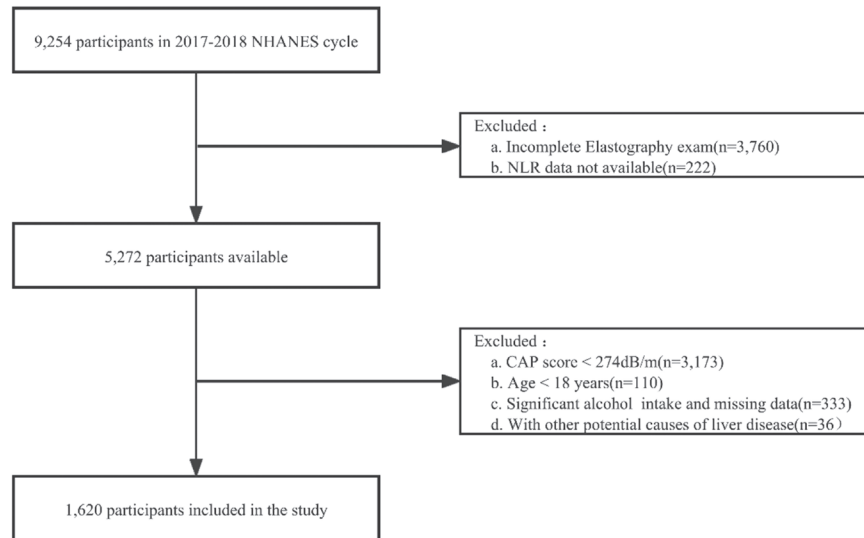 9,254 participants in 2017-2018 NHANES cycle
Excluded :
a. Incomplete Elastography exam(n=3,760)
b. NLR data not available(n=222)
5,272 participants available
Excluded :
a. CAP score < 274dB/m(n=3,173)
b. Age < 18 years(n=110)
c. Significant alcohol intake and missing data(n=333)
d. With other potential causes of liver disease(n=36）
1,620 participants included in the study